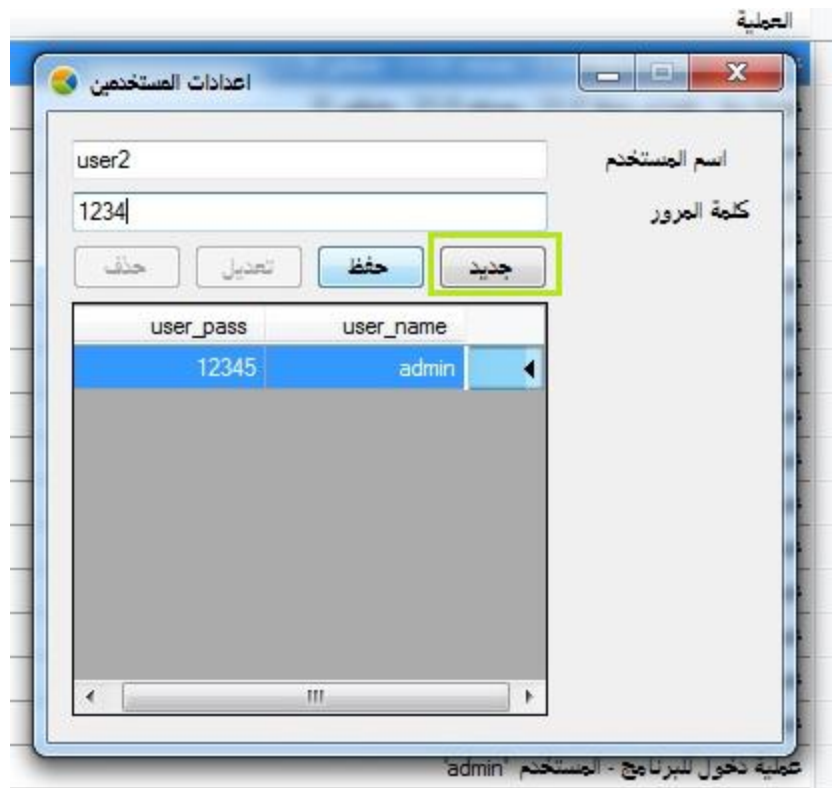 العملية
اعدادات المستخدمين
اسم المستخدم user2
كلمة المرور 1234
جديد حفظ تعديل حذف
user_name user_pass
admin 12345
عملية دخول للبرنامج - المستخدم 'admin'